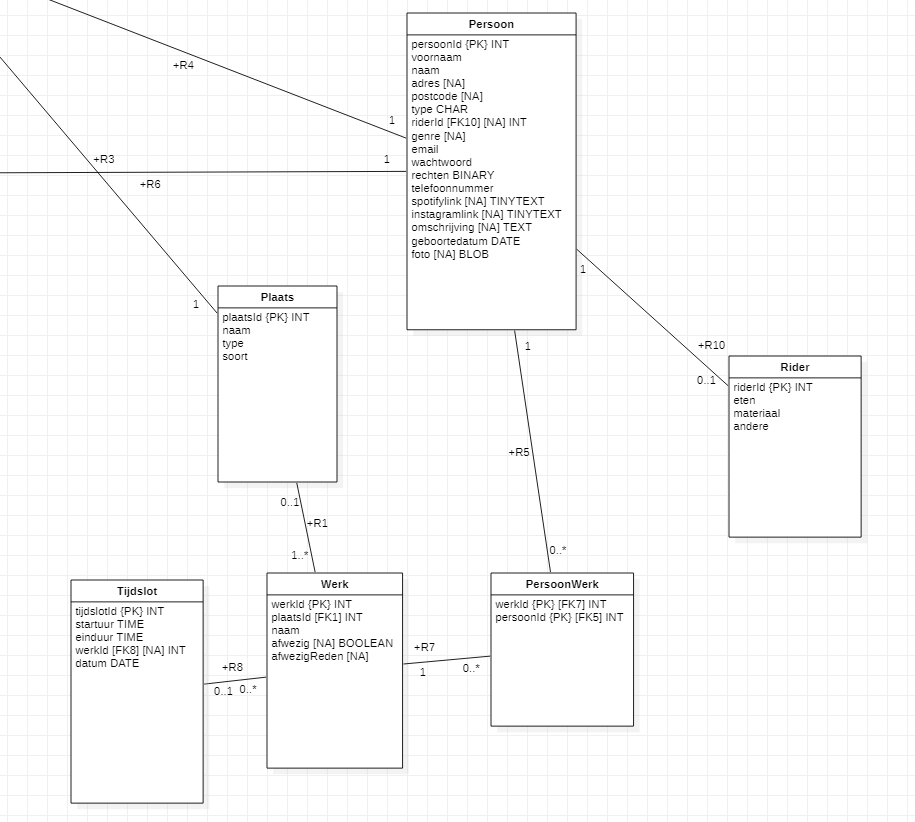 Persoon
persoonId {PK} INT
voornaam
naam
adres [NA]
postcode [NA]
type CHAR
riderId [FK10] [NA] INT
genre [NA]
email
wachtwoord
rechten BINARY
telefoonnummer
spotifylink [NA] TINYTEXT
instagramlink [NA] TINYTEXT
omschrijving [NA] TEXT
geboortedatum DATE
foto [NA] BLOB
+R4
1
+R3
1
+R6
1
Plaats
plaatsId {PK} INT
naam
type
soort
1
+R10
0..1
Rider
riderId {PK} INT
eten
materiaal
andere
1
+R5
0..*
0..1
+R1
1..*
Tijdslot
tijdslotId {PK} INT
startuur TIME
einduur TIME
werkId [FK8] [NA] INT
datum DATE
+R8
0..1
0..*
Werk
werkId {PK} INT
plaatsId [FK1] INT
naam
afwezig [NA] BOOLEAN
afwezigReden [NA]
+R7
1
0..*
PersoonWerk
werkId {PK} [FK7] INT
persoonId {PK} [FK5] INT